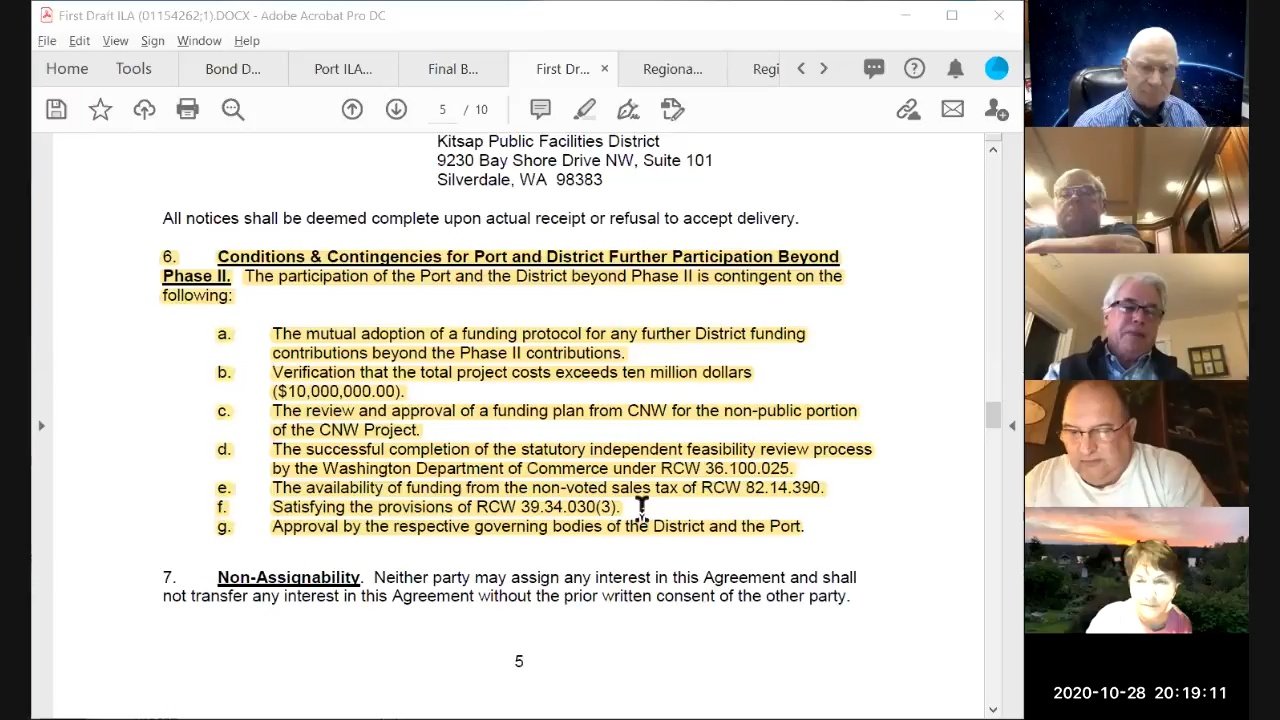 First Draft ILA (01154262;1).DOCX - Adobe Acrobat Pro DC
File Edit View Sign Window Help
Home Tools Bond D... Port ILA... Final B... First Dr... × Regiona... Regi
5 / 10
Kitsap Public Facilities District
9230 Bay Shore Drive NW, Suite 101
Silverdale, WA 98383
All notices shall be deemed complete upon actual receipt or refusal to accept delivery.
6. Conditions & Contingencies for Port and District Further Participation Beyond
Phase II. The participation of the Port and the District beyond Phase II is contingent on the
following:
a. The mutual adoption of a funding protocol for any further District funding
contributions beyond the Phase II contributions.
b. Verification that the total project costs exceeds ten million dollars
($10,000,000.00).
c. The review and approval of a funding plan from CNW for the non-public portion
of the CNW Project.
d. The successful completion of the statutory independent feasibility review process
by the Washington Department of Commerce under RCW 36.100.025.
e. The availability of funding from the non-voted sales tax of RCW 82.14.390.
f. Satisfying the provisions of RCW 39.34.030(3).
g. Approval by the respective governing bodies of the District and the Port.
7. Non-Assignability. Neither party may assign any interest in this Agreement and shall
not transfer any interest in this Agreement without the prior written consent of the other party.
5
2020-10-28 20:19:11